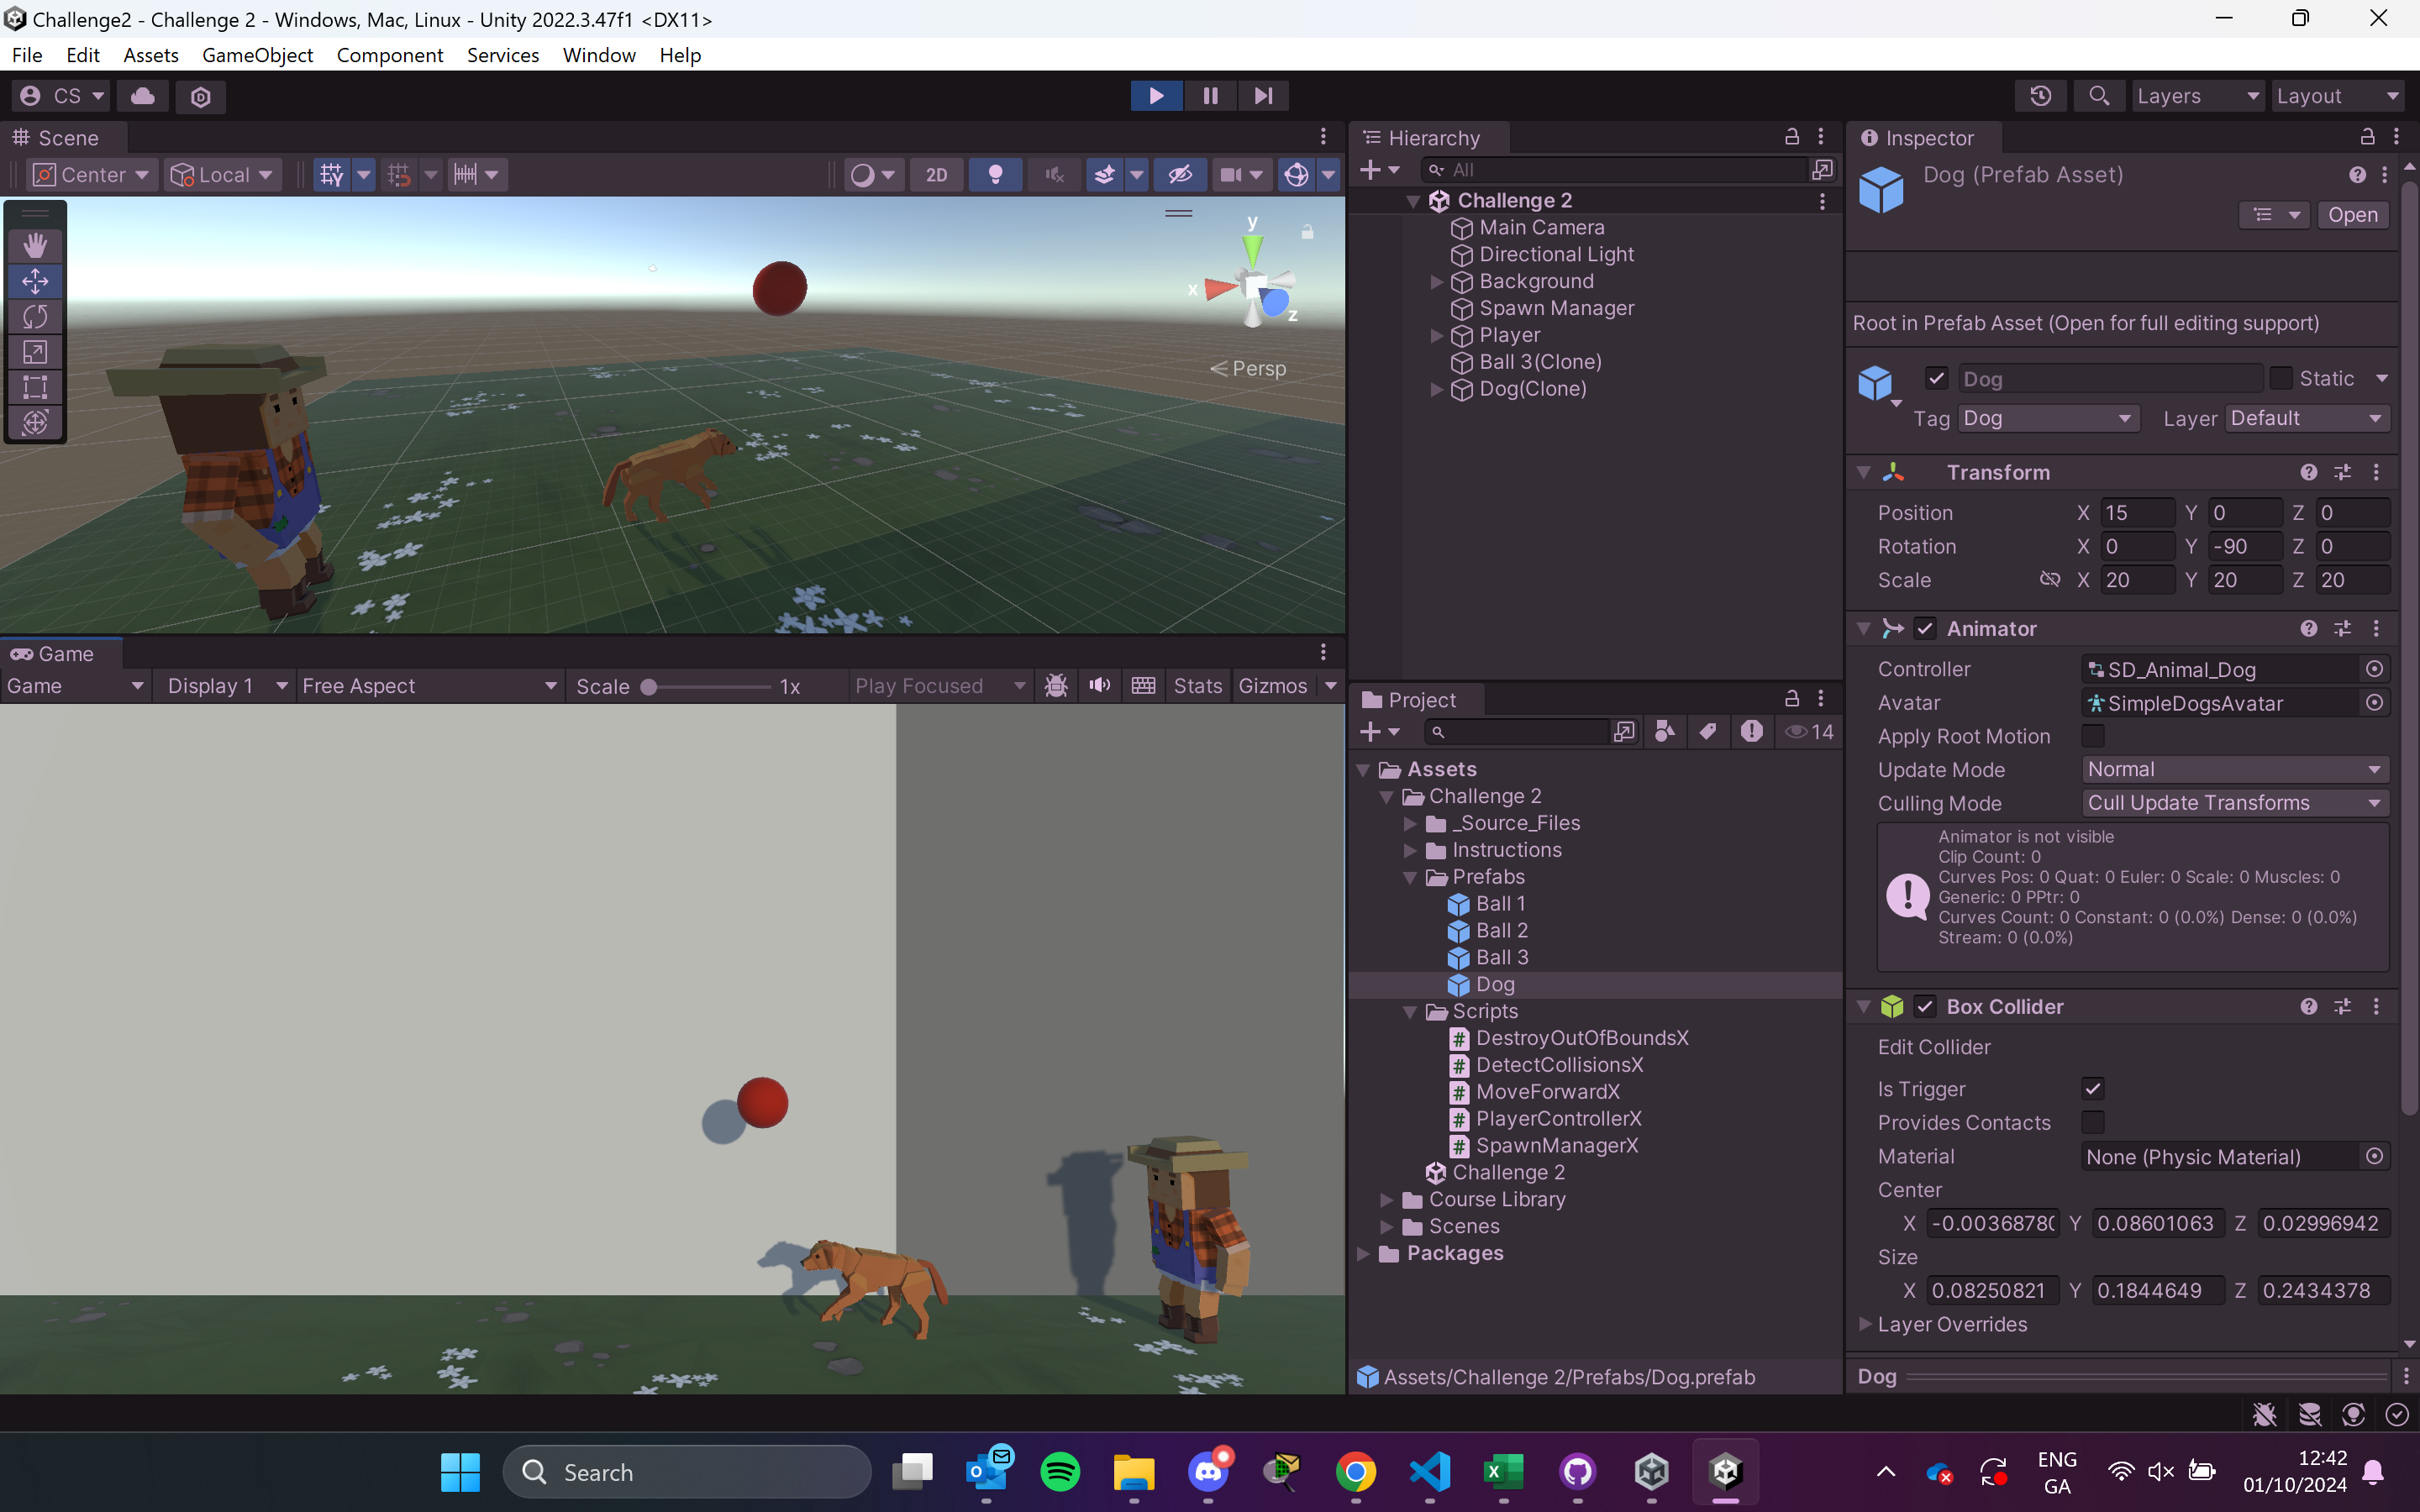 Challenge2 - Challenge 2 - Windows, Mac, Linux - Unity 2022.3.47f1 <DX11>
File Edit Assets GameObject Component Services Window Help
CS Layers Layout
Scene
Center Local 2D
y
x
z
Persp
Game
Game Display 1 Free Aspect Scale 1x Play Focused Stats Gizmos
Hierarchy
All
Challenge 2
Main Camera
Directional Light
Background
Spawn Manager
Player
Ball 3(Clone)
Dog(Clone)
Project
14
Assets
Challenge 2
_Source_Files
Instructions
Prefabs
Ball 1
Ball 2
Ball 3
Dog
Scripts
DestroyOutOfBoundsX
DetectCollisionsX
MoveForwardX
PlayerControllerX
SpawnManagerX
Challenge 2
Course Library
Scenes
Packages
Assets/Challenge 2/Prefabs/Dog.prefab
Inspector
Dog (Prefab Asset)
Open
Root in Prefab Asset (Open for full editing support)
Dog Static
Tag Dog Layer Default
Transform
Position X 15 Y 0 Z 0
Rotation X 0 Y -90 Z 0
Scale X 20 Y 20 Z 20
Animator
Controller SD_Animal_Dog
Avatar SimpleDogsAvatar
Apply Root Motion
Update Mode Normal
Culling Mode Cull Update Transforms
Animator is not visible
Clip Count: 0
Curves Pos: 0 Quat: 0 Euler: 0 Scale: 0 Muscles: 0
Generic: 0 PPtr: 0
Curves Count: 0 Constant: 0 (0.0%) Dense: 0 (0.0%)
Stream: 0 (0.0%)
Box Collider
Edit Collider
Is Trigger
Provides Contacts
Material None (Physic Material)
Center
X -0.00368780 Y 0.08601063 Z 0.02996942
Size
X 0.08250821 Y 0.1844649 Z 0.2434378
Layer Overrides
Dog
Search
ENG
GA
12:42
01/10/2024